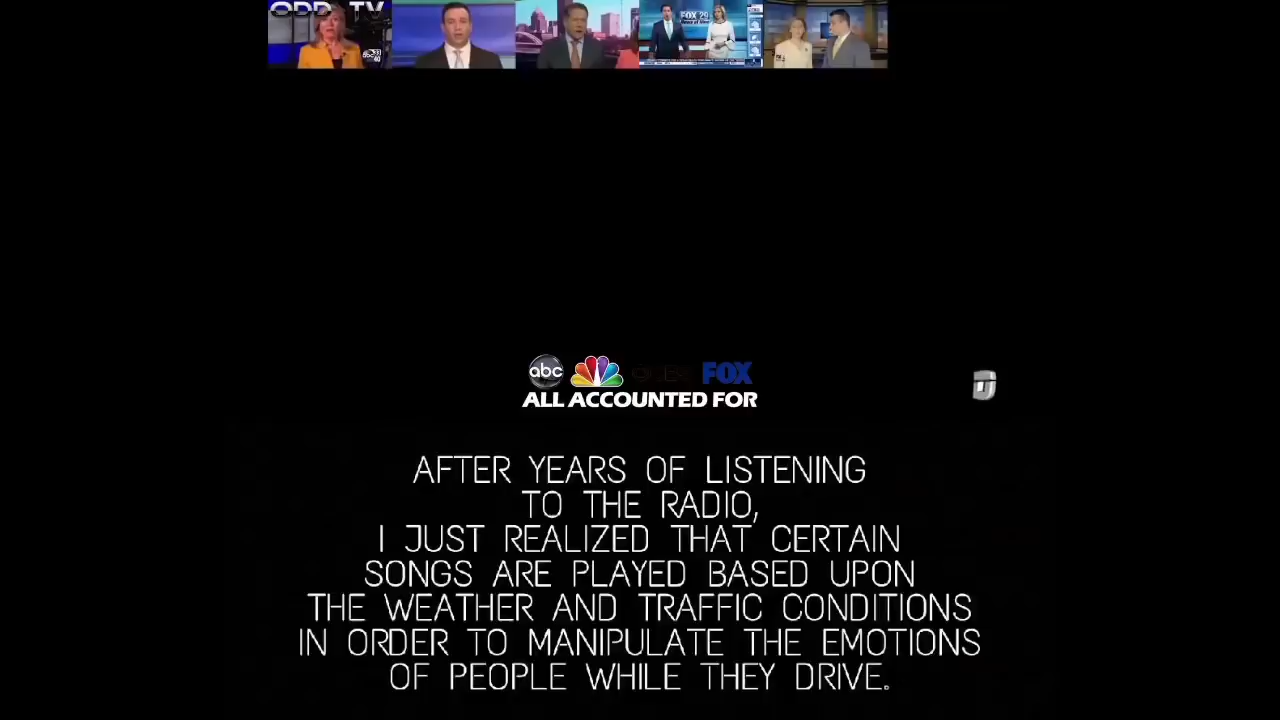 ODD TV
abc 33
FOX 29
abc
FOX
ALL ACCOUNTED FOR
AFTER YEARS OF LISTENING
TO THE RADIO,
I JUST REALIZED THAT CERTAIN
SONGS ARE PLAYED BASED UPON
THE WEATHER AND TRAFFIC CONDITIONS
IN ORDER TO MANIPULATE THE EMOTIONS
OF PEOPLE WHILE THEY DRIVE.